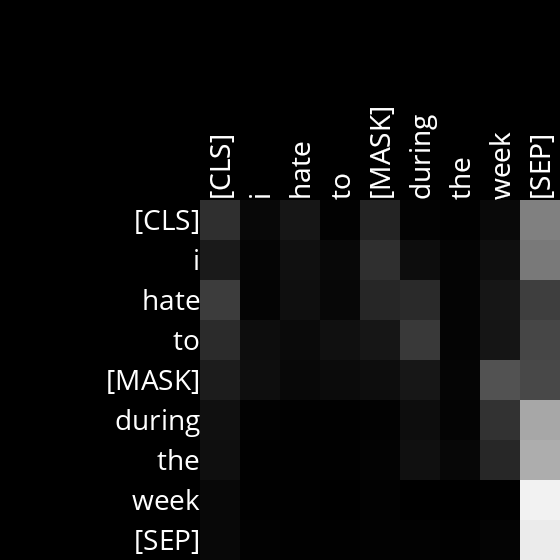 [CLS] i hate to [MASK] during the week [SEP]
[CLS]
i
hate
to
[MASK]
during
the
week
[SEP]